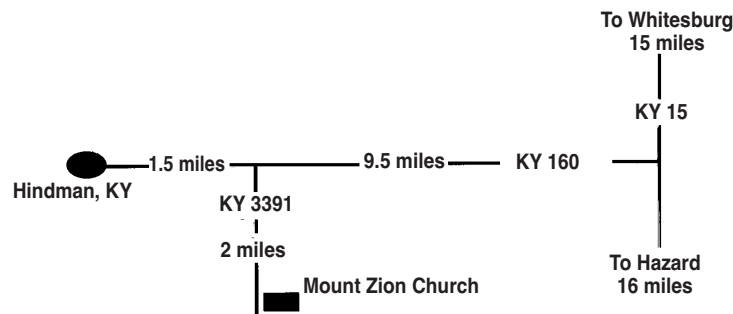 To Whitesburg
15 miles
KY 15
1.5 miles
9.5 miles
KY 160
Hindman, KY
KY 3391
2 miles
To Hazard
16 miles
Mount Zion Church